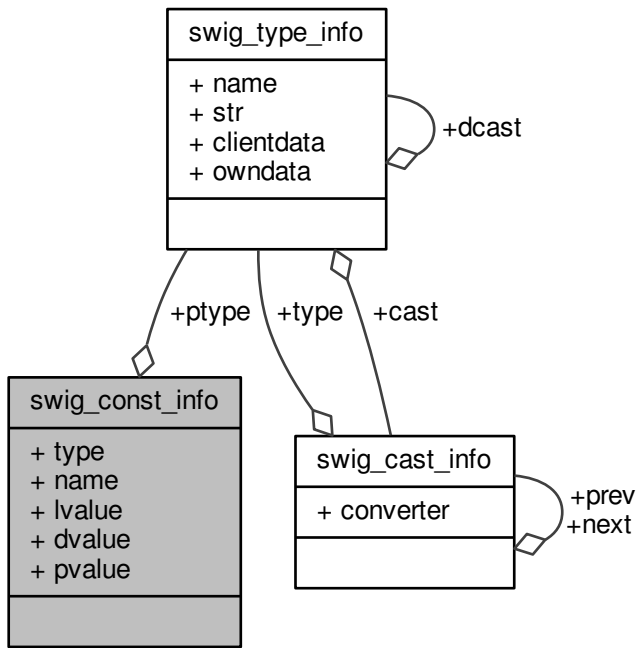 swig_type_info
+ name
+ str
+ clientdata
+ owndata
+dcast
+ptype
+type
+cast
swig_const_info
+ type
+ name
+ lvalue
+ dvalue
+ pvalue
swig_cast_info
+ converter
+prev
+next